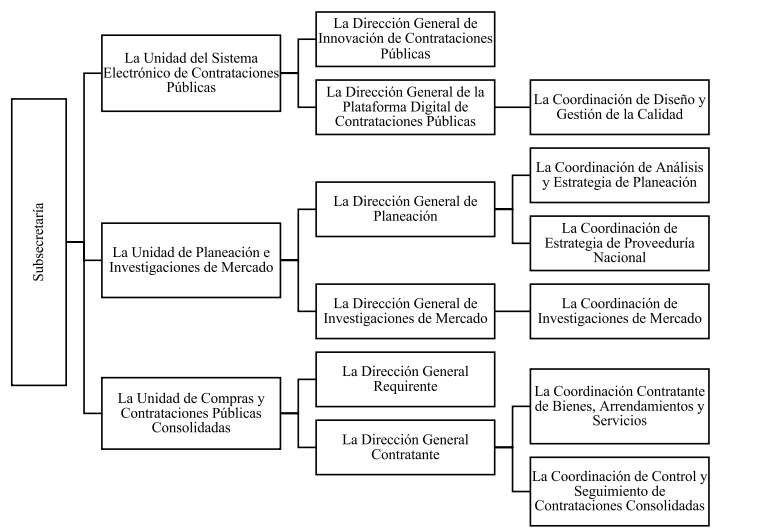 Subsecretaría
La Unidad del Sistema
Electrónico de Contrataciones
Públicas
La Dirección General de
Innovación de Contrataciones
Públicas
La Dirección General de la
Plataforma Digital de
Contrataciones Públicas
La Coordinación de Diseño y
Gestión de la Calidad
La Unidad de Planeación e
Investigaciones de Mercado
La Dirección General de
Planeación
La Coordinación de Análisis
y Estrategia de Planeación
La Coordinación de
Estrategia de Proveeduría
Nacional
La Dirección General de
Investigaciones de Mercado
La Coordinación de
Investigaciones de Mercado
La Unidad de Compras y
Contrataciones Públicas
Consolidadas
La Dirección General
Requirente
La Dirección General
Contratante
La Coordinación Contratante
de Bienes, Arrendamientos y
Servicios
La Coordinación de Control y
Seguimiento de
Contrataciones Consolidadas